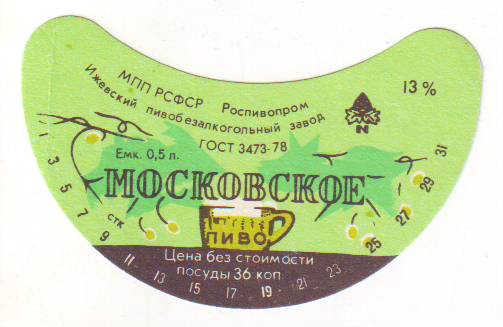 МПП РСФСР Роспивопром
Ижевский пивобезалкогольный завод
ГОСТ 3473-78
13%
N
Емк. 0,5 л.
МОСКОВСКОЕ
ПИВО
Цена без стоимости
посуды 36 коп
стк
1 3 5 7 9 11 13 15 17 19 21 23 25 27 29 31